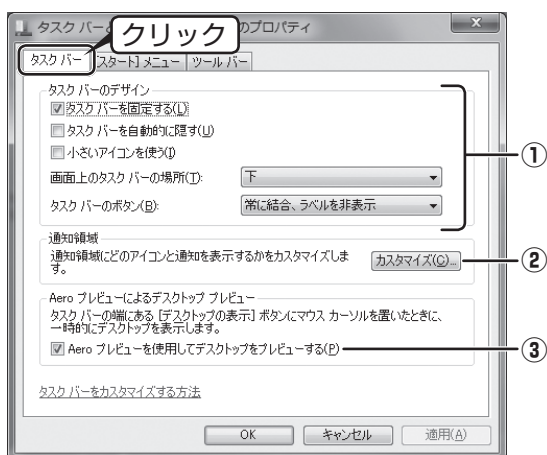 タスク バーと
のプロパティ
クリック
タスク バー
[スタート] メニュー
ツール バー
タスク バーのデザイン
タスク バーを固定する(L)
タスク バーを自動的に隠す(U)
小さいアイコンを使う(I)
画面上のタスク バーの場所(T):
下
タスク バーのボタン(B):
常に結合、ラベルを非表示
①
通知領域
通知領域にどのアイコンと通知を表示するかをカスタマイズしま
す。
カスタマイズ(C)...
②
Aero プレビューによるデスクトップ プレビュー
タスク バーの端にある [デスクトップの表示] ボタンにマウス カーソルを置いたときに、
一時的にデスクトップを表示します。
Aero プレビューを使用してデスクトップをプレビューする(P)
③
タスク バーをカスタマイズする方法
OK
キャンセル
適用(A)